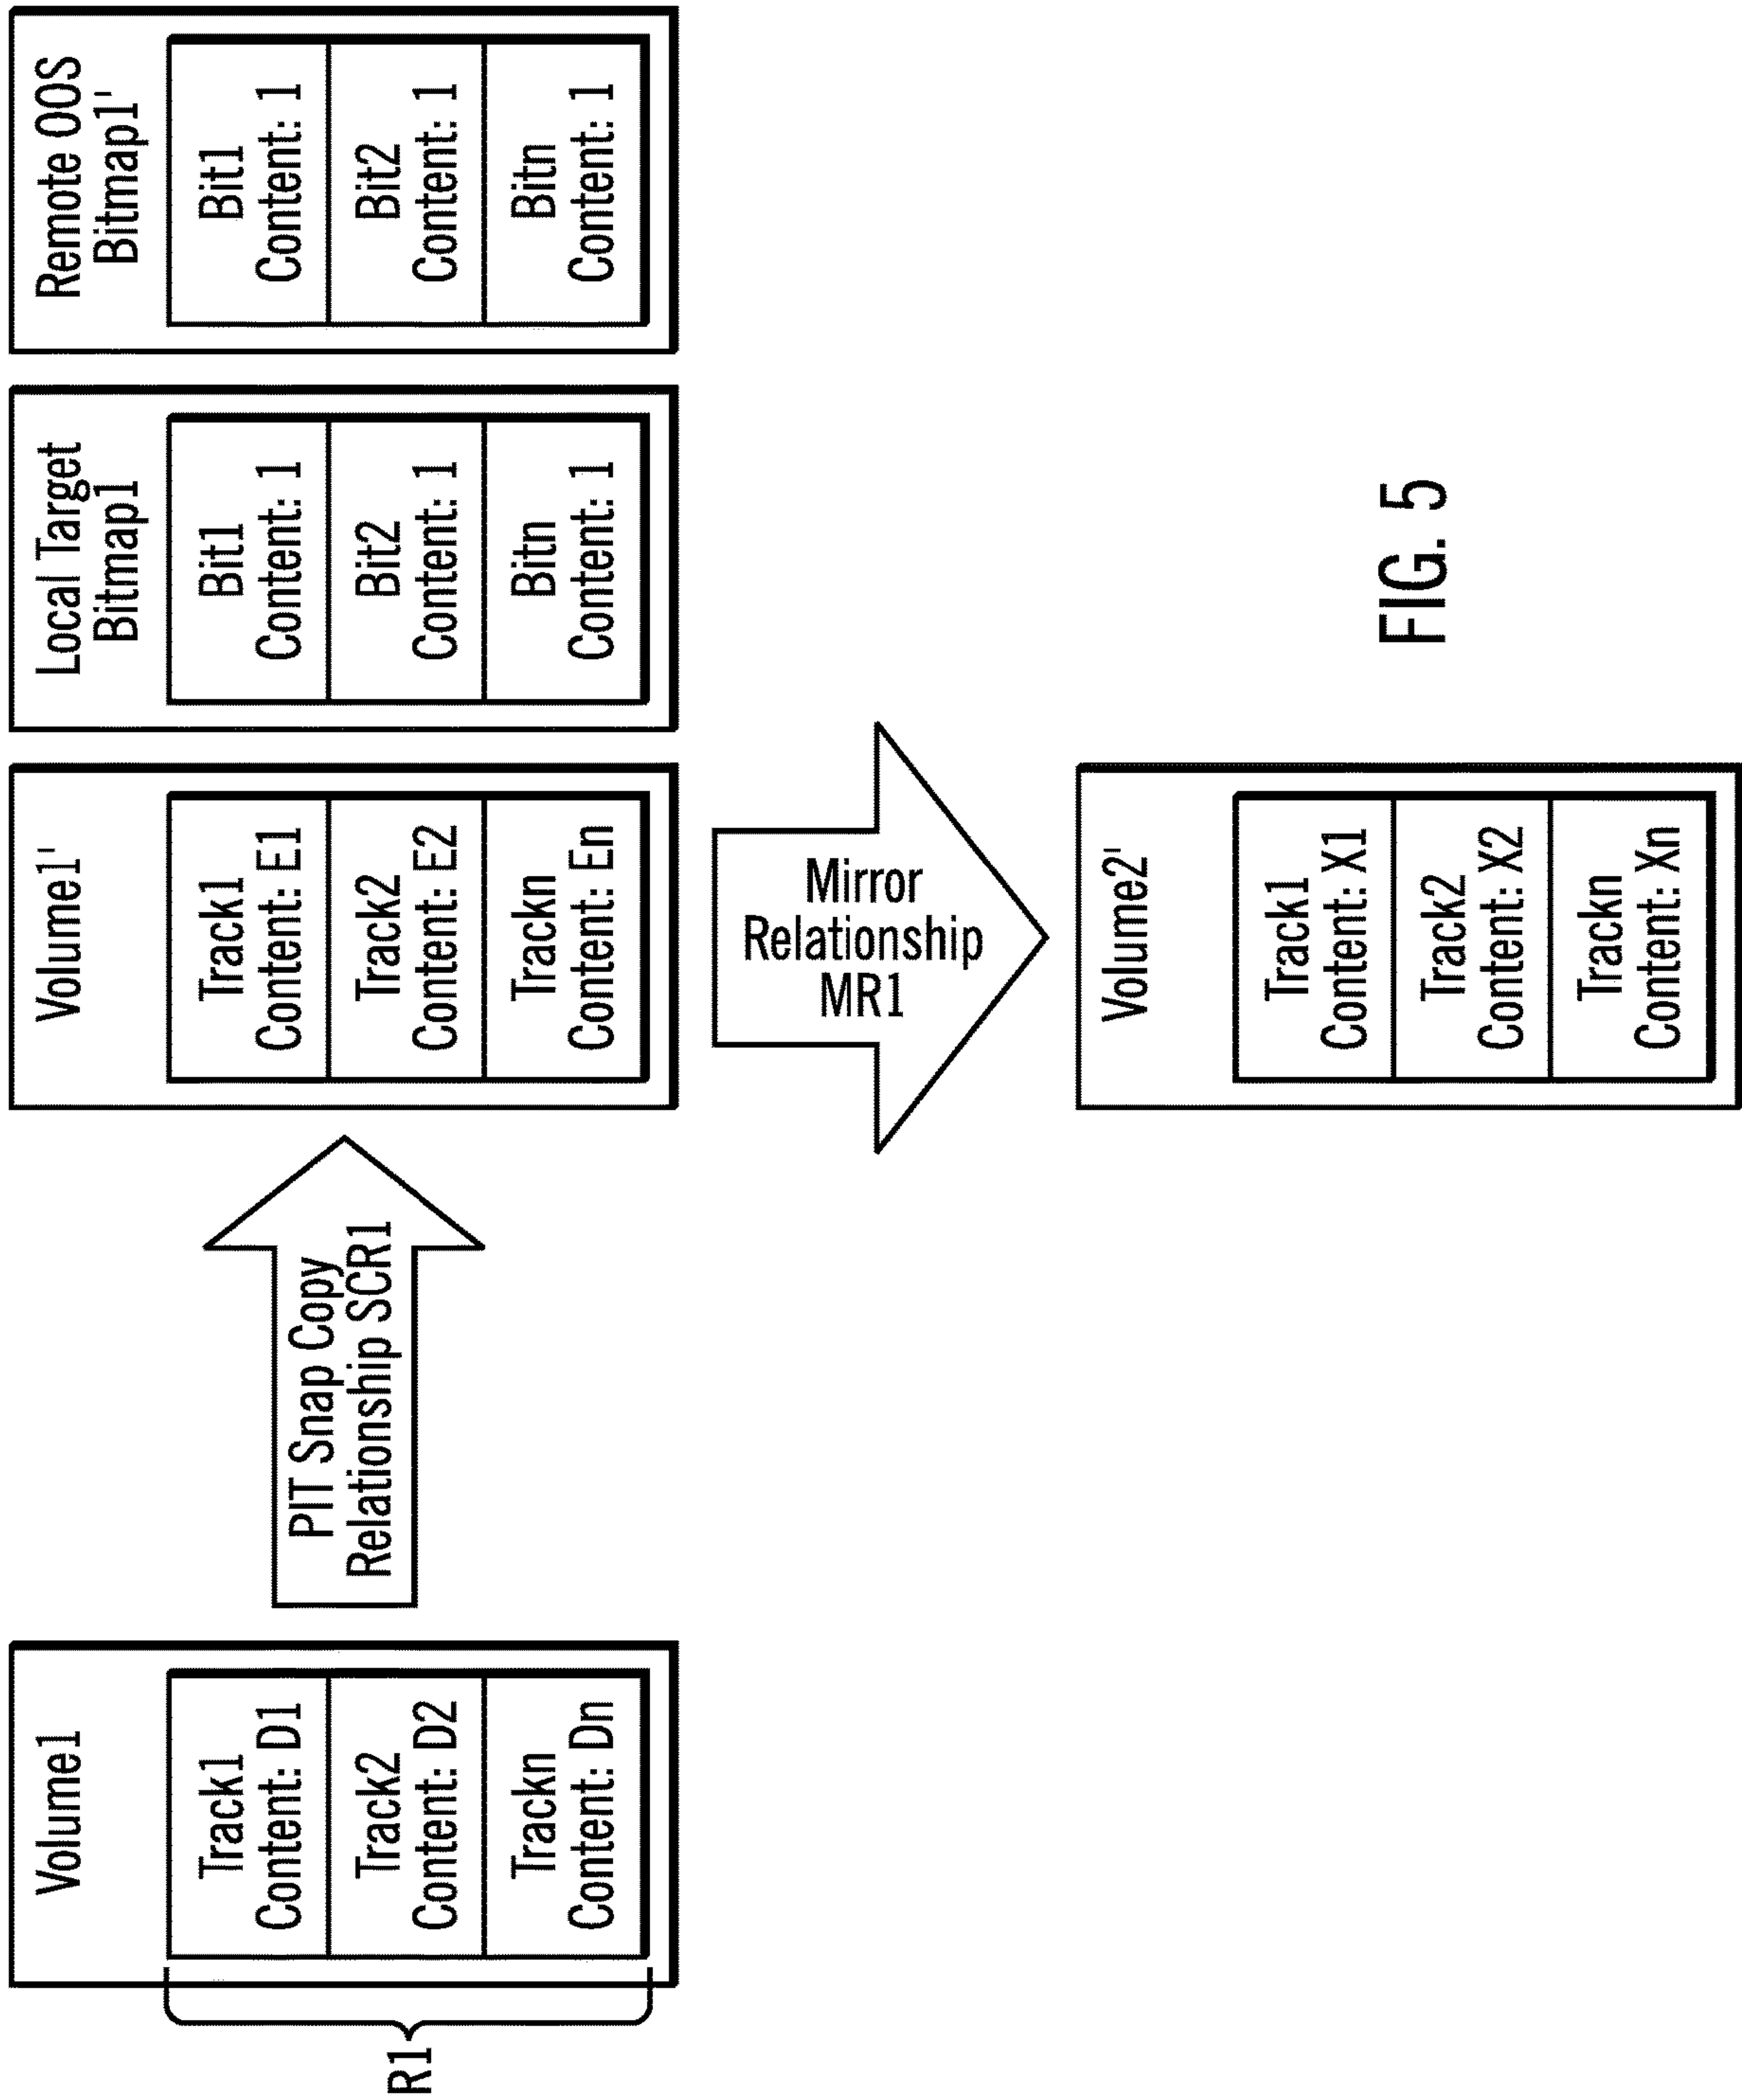 R1
Volume1
Track1
Content: D1
Track2
Content: D2
Trackn
Content: Dn
PIT Snap Copy
Relationship SCR1
Volume1'
Track1
Content: E1
Track2
Content: E2
Trackn
Content: En
Local Target
Bitmap1
Bit1
Content: 1
Bit2
Content: 1
Bitn
Content: 1
Remote OOS
Bitmap1'
Bit1
Content: 1
Bit2
Content: 1
Bitn
Content: 1
Mirror
Relationship
MR1
Volume2'
Track1
Content: X1
Track2
Content: X2
Trackn
Content: Xn
FIG. 5